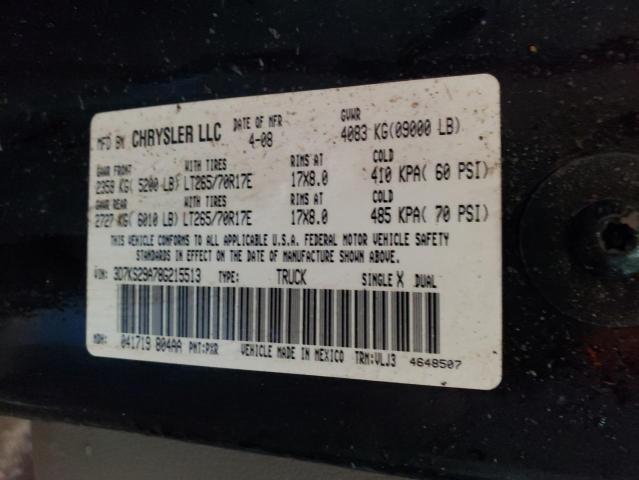 MFD BY CHRYSLER LLC DATE OF MFR 4-08 GVWR 4083 KG(09000 LB)
GAWR FRONT WITH TIRES RIMS AT COLD
2359 KG( 5200 LB) LT265/70R17E 17X8.0 410 KPA( 60 PSI)
GAWR REAR WITH TIRES RIMS AT COLD
2727 KG( 6010 LB) LT265/70R17E 17X8.0 485 KPA( 70 PSI)
THIS VEHICLE CONFORMS TO ALL APPLICABLE U.S.A. FEDERAL MOTOR VEHICLE SAFETY
STANDARDS IN EFFECT ON THE DATE OF MANUFACTURE SHOWN ABOVE.
VIN: 3D7KS29A78G215513 TYPE: TRUCK SINGLE X DUAL
MDH: 041719 804AA PNT:PXR VEHICLE MADE IN MEXICO TRM:VLJ3 4648507